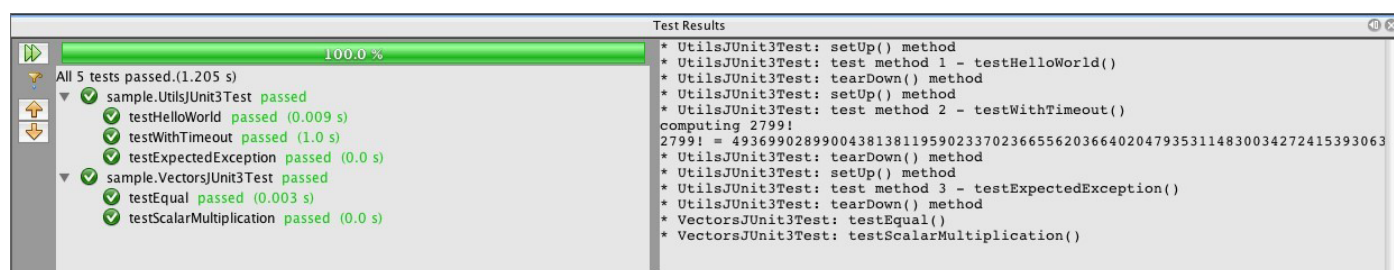 Test Results
100.0 %
All 5 tests passed.(1.205 s)
sample.UtilsJUnit3Test passed
testHelloWorld passed (0.009 s)
testWithTimeout passed (1.0 s)
testExpectedException passed (0.0 s)
sample.VectorsJUnit3Test passed
testEqual passed (0.003 s)
testScalarMultiplication passed (0.0 s)
* UtilsJUnit3Test: setUp() method
* UtilsJUnit3Test: test method 1 - testHelloWorld()
* UtilsJUnit3Test: tearDown() method
* UtilsJUnit3Test: setUp() method
* UtilsJUnit3Test: test method 2 - testWithTimeout()
computing 2799!
2799! = 4936990289900438138119590233702366556203664020479353114830034272415393063
* UtilsJUnit3Test: tearDown() method
* UtilsJUnit3Test: setUp() method
* UtilsJUnit3Test: test method 3 - testExpectedException()
* UtilsJUnit3Test: tearDown() method
* VectorsJUnit3Test: testEqual()
* VectorsJUnit3Test: testScalarMultiplication()